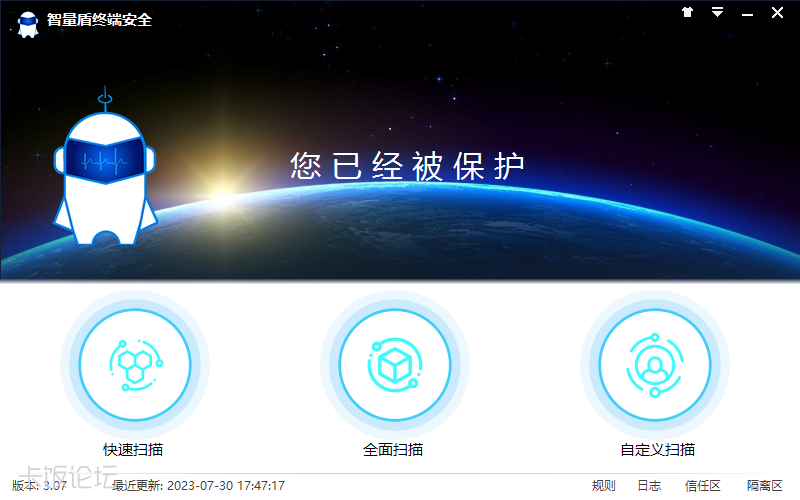 智量盾终端安全
您已经被保护
快速扫描 全面扫描 自定义扫描
卡饭论坛
版本: 3.07 最近更新: 2023-07-30 17:47:17 规则 日志 信任区 隔离区